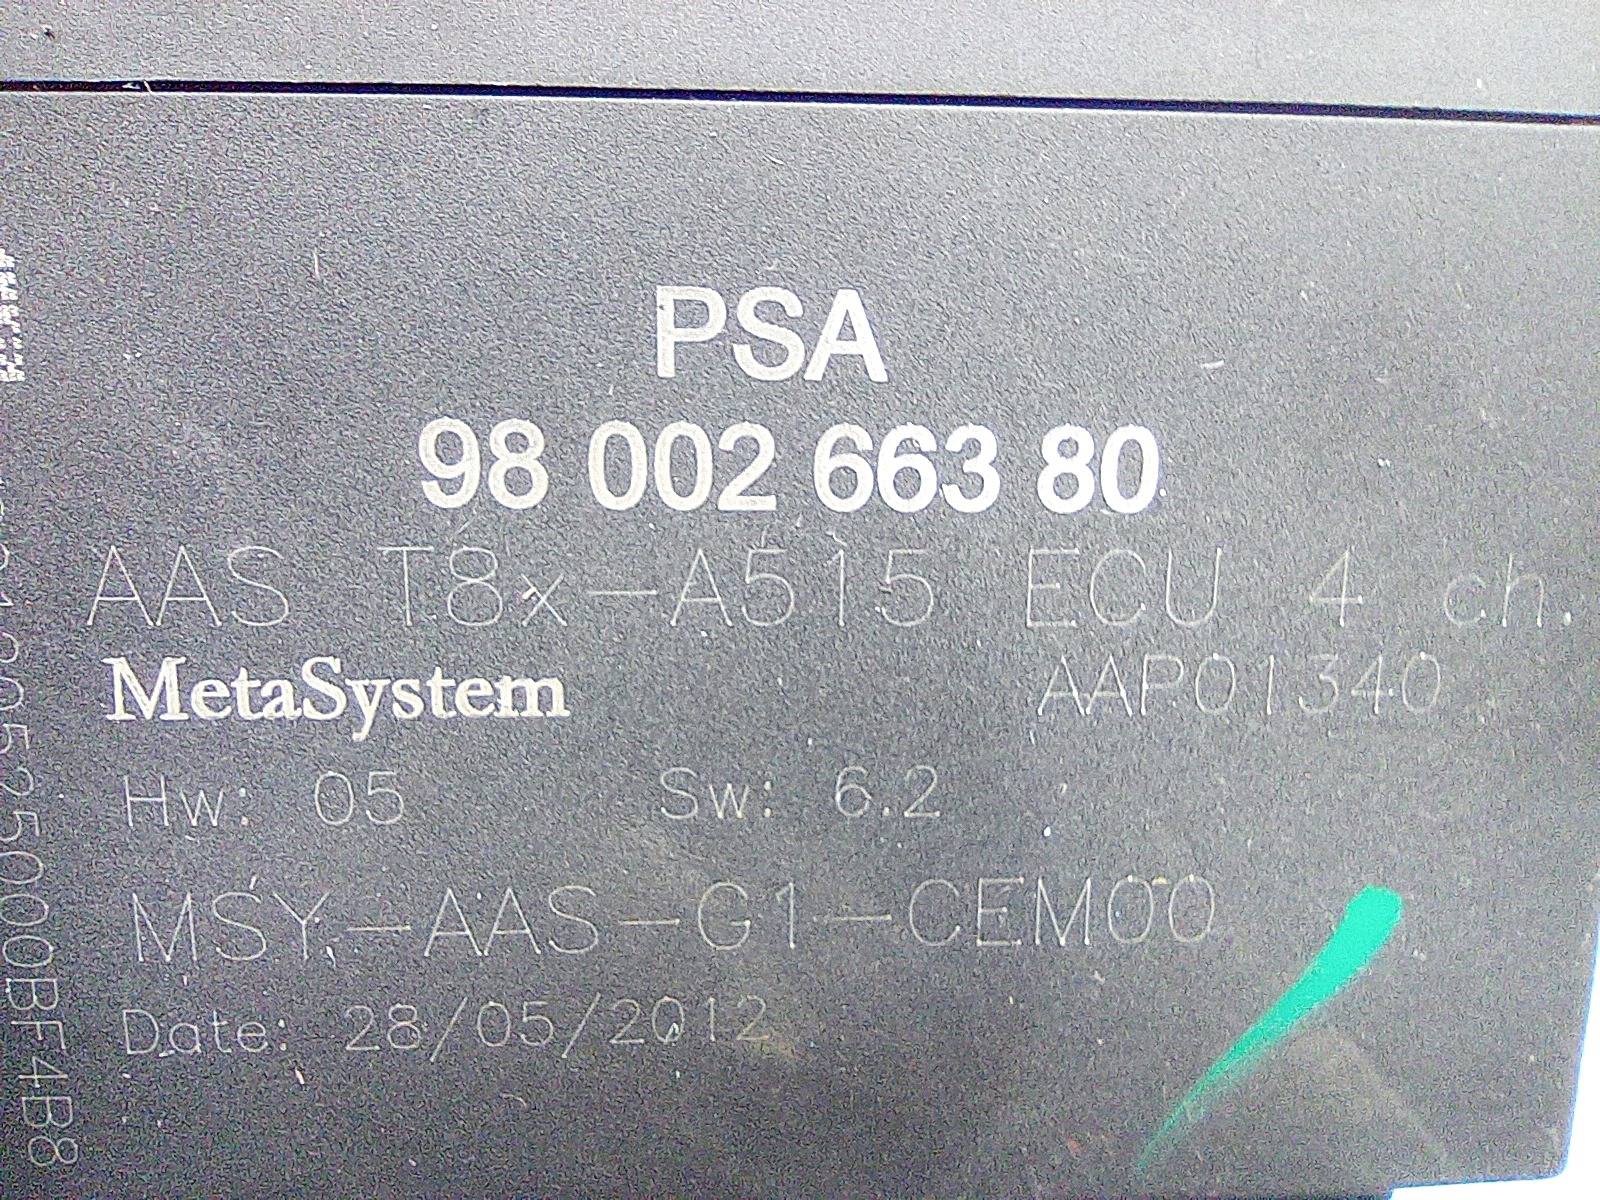 PSA
98 002 663 80
AAS T8x-A515 ECU 4 ch.
MetaSystem AAP01340
Hw: 05 Sw: 6.2
MSY-AAS-G1-CEM00
Date: 28/05/2012